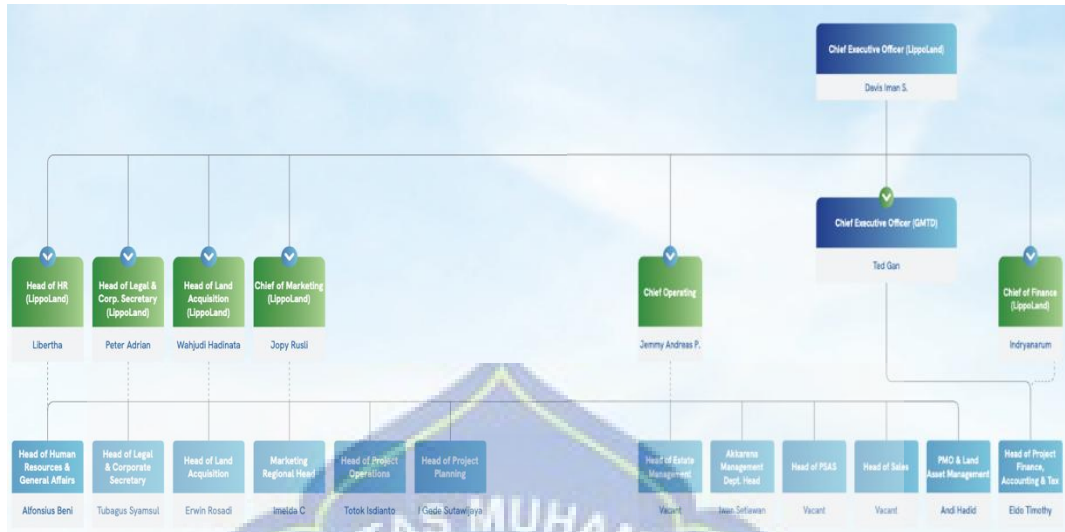 Chief Executive Officer (LippoLand)
Davis Iman S.
Chief Executive Officer (GMTD)
Ted Gan
Head of HR
(LippoLand)
Libertha
Head of Legal &
Corp. Secretary
(LippoLand)
Peter Adrian
Head of Land
Acquisition
(LippoLand)
Wahjudi Hadinata
Chief of Marketing
(LippoLand)
Jopy Rusli
Chief Operating
Jemmy Andreas P.
Chief of Finance
(LippoLand)
Indryanarum
Head of Human
Resources &
General Affairs
Alfonsius Beni
Head of Legal
& Corporate
Secretary
Tubagus Syamsul
Head of Land
Acquisition
Erwin Rosadi
Marketing
Regional Head
Imelda C
Head of Project
Operations
Totok Isdianto
Head of Project
Planning
I Gede Sutawijaya
Head of Estate
Management
Vacant
Akkarena
Management
Dept. Head
Iwan Setiawan
Head of PSAS
Vacant
Head of Sales
Vacant
PMO & Land
Asset Management
Andi Hadid
Head of Project
Finance,
Accounting & Tax
Eido Timothy
AS MUHA